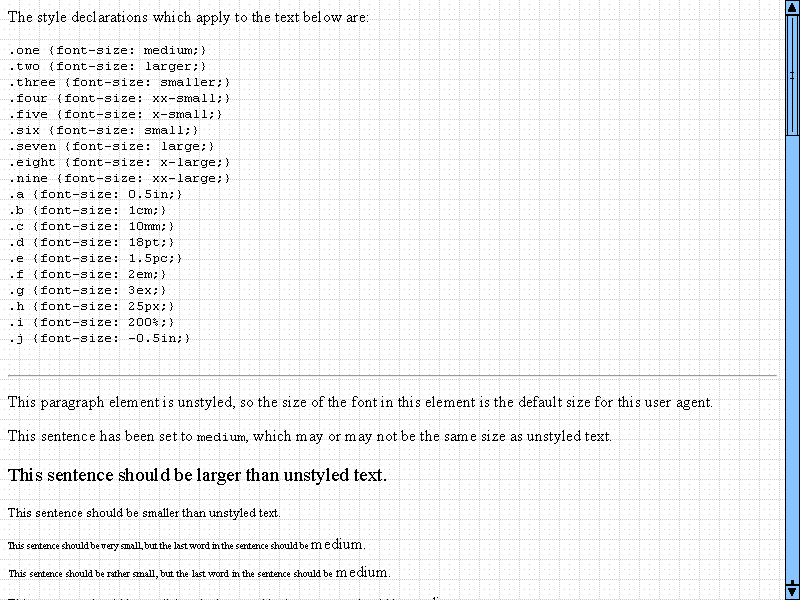 The style declarations which apply to the text below are:
.one {font-size: medium;}
.two {font-size: larger;}
.three {font-size: smaller;}
.four {font-size: xx-small;}
.five {font-size: x-small;}
.six {font-size: small;}
.seven {font-size: large;}
.eight {font-size: x-large;}
.nine {font-size: xx-large;}
.a {font-size: 0.5in;}
.b {font-size: 1cm;}
.c {font-size: 10mm;}
.d {font-size: 18pt;}
.e {font-size: 1.5pc;}
.f {font-size: 2em;}
.g {font-size: 3ex;}
.h {font-size: 25px;}
.i {font-size: 200%;}
.j {font-size: -0.5in;}
This paragraph element is unstyled, so the size of the font in this element is the default size for this user agent.
This sentence has been set to medium, which may or may not be the same size as unstyled text.
This sentence should be larger than unstyled text.
This sentence should be smaller than unstyled text.
This sentence should be very small, but the last word in the sentence should be medium.
This sentence should be rather small, but the last word in the sentence should be medium.